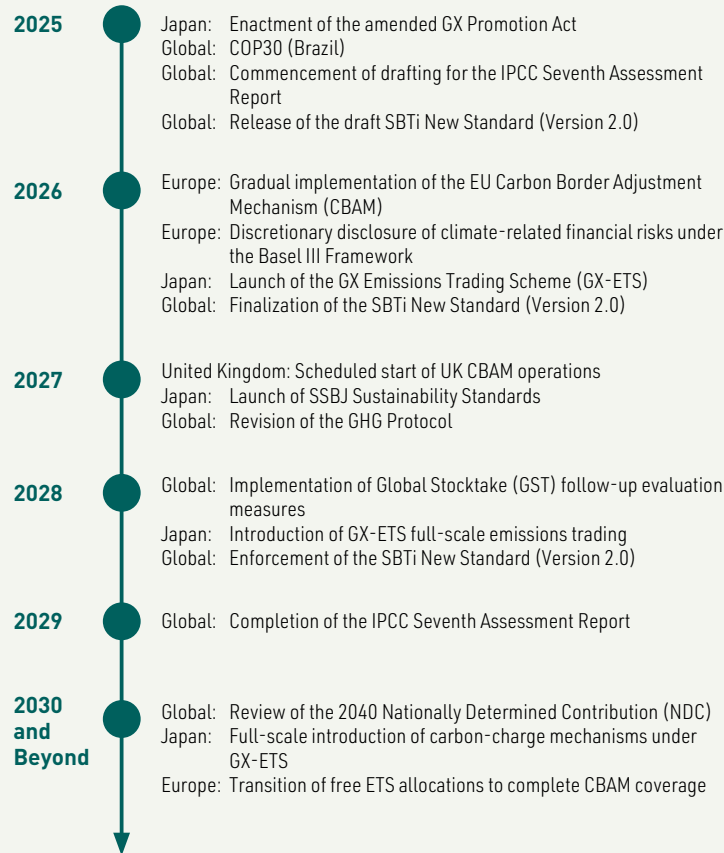 2025
Japan: Enactment of the amended GX Promotion Act
Global: COP30 (Brazil)
Global: Commencement of drafting for the IPCC Seventh Assessment
Report
Global: Release of the draft SBTi New Standard (Version 2.0)
2026
Europe: Gradual implementation of the EU Carbon Border Adjustment
Mechanism (CBAM)
Europe: Discretionary disclosure of climate-related financial risks under
the Basel III Framework
Japan: Launch of the GX Emissions Trading Scheme (GX-ETS)
Global: Finalization of the SBTi New Standard (Version 2.0)
2027
United Kingdom: Scheduled start of UK CBAM operations
Japan: Launch of SSBJ Sustainability Standards
Global: Revision of the GHG Protocol
2028
Global: Implementation of Global Stocktake (GST) follow-up evaluation
measures
Japan: Introduction of GX-ETS full-scale emissions trading
Global: Enforcement of the SBTi New Standard (Version 2.0)
2029
Global: Completion of the IPCC Seventh Assessment Report
2030
and
Beyond
Global: Review of the 2040 Nationally Determined Contribution (NDC)
Japan: Full-scale introduction of carbon-charge mechanisms under
GX-ETS
Europe: Transition of free ETS allocations to complete CBAM coverage